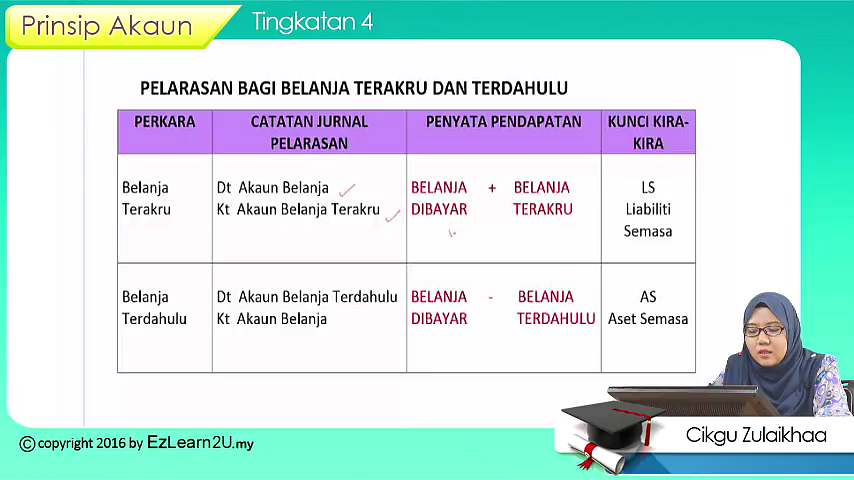 Prinsip Akaun
Tingkatan 4
PELARASAN BAGI BELANJA TERAKRU DAN TERDAHULU
PERKARA
CATATAN JURNAL
PELARASAN
PENYATA PENDAPATAN
KUNCI KIRA-
KIRA
Belanja
Terakru
Dt Akaun Belanja
Kt Akaun Belanja Terakru
BELANJA + BELANJA
DIBAYAR TERAKRU
LS
Liabiliti
Semasa
Belanja
Terdahulu
Dt Akaun Belanja Terdahulu
Kt Akaun Belanja
BELANJA - BELANJA
DIBAYAR TERDAHULU
AS
Aset Semasa
© copyright 2016 by EzLearn2U.my
Cikgu Zulaikhaa